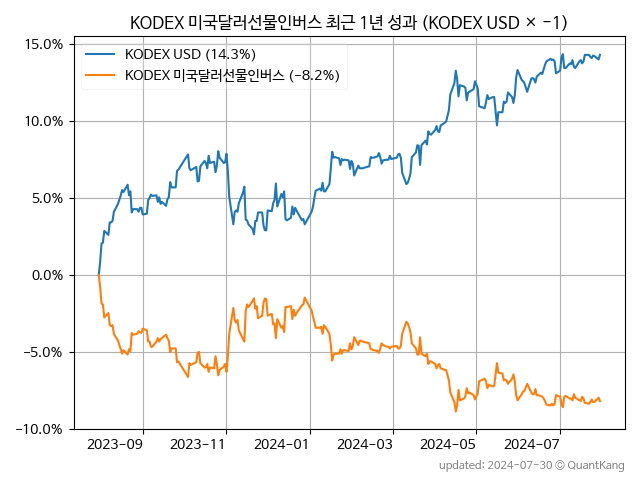 KODEX 미국달러선물인버스 최근 1년 성과 (KODEX USD × -1)
15.0%
KODEX USD (14.3%)
KODEX 미국달러선물인버스 (-8.2%)
10.0%
5.0%
0.0%
-5.0%
-10.0%
2023-09 2023-11 2024-01 2024-03 2024-05 2024-07
updated: 2024-07-30 © QuantKang